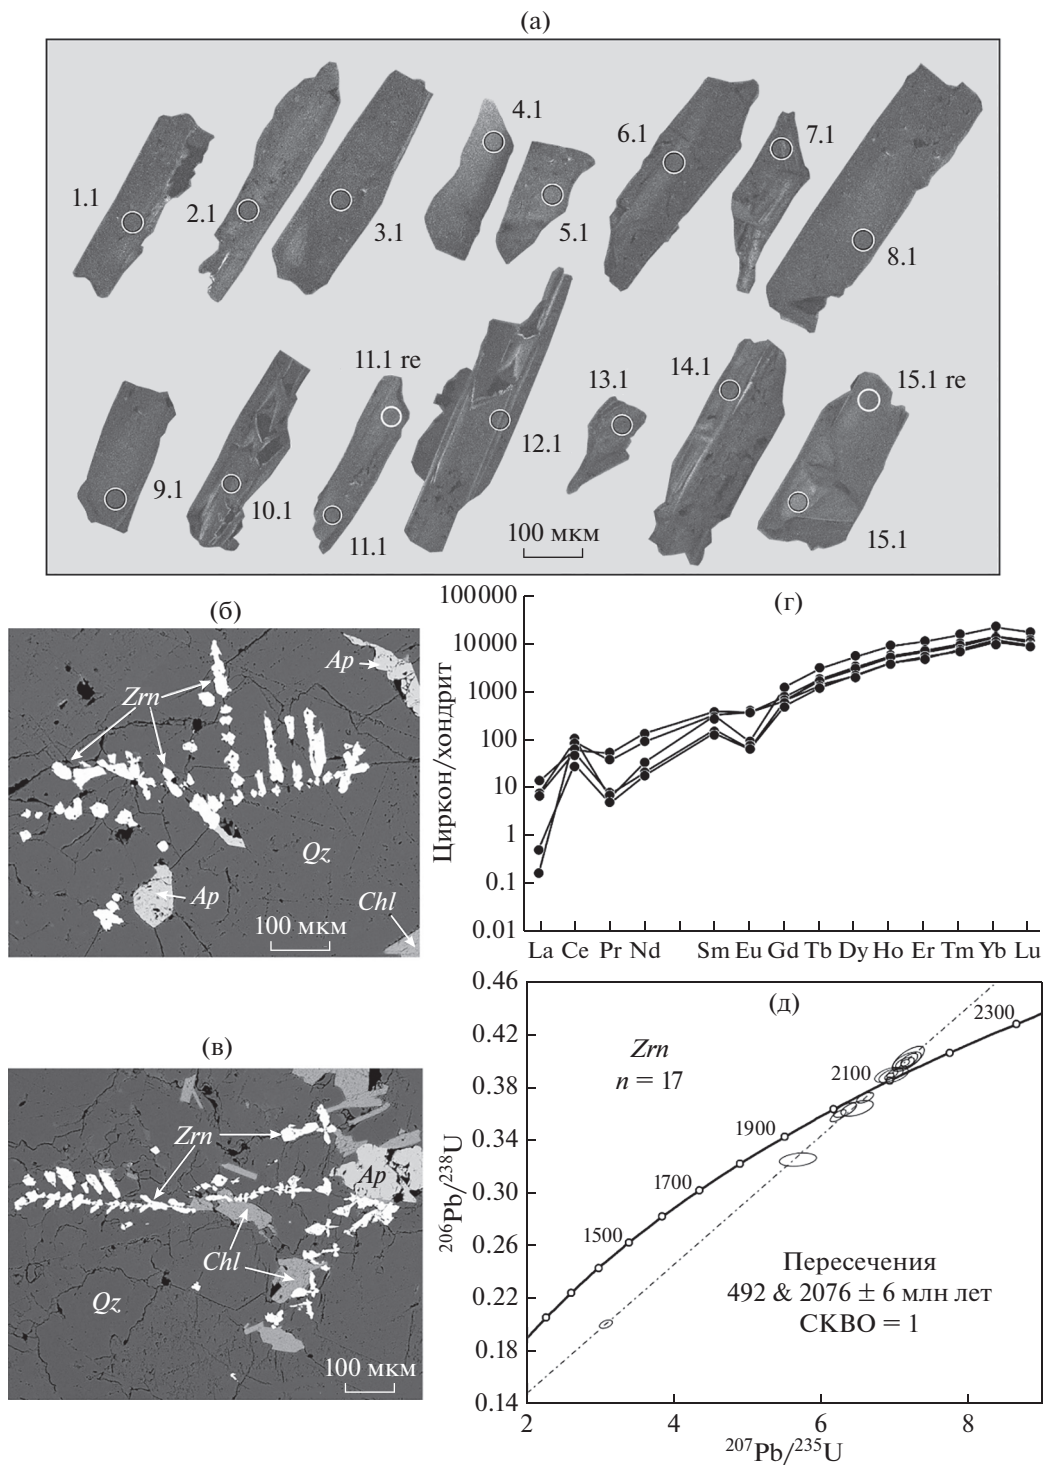 (а)
4.1
6.1
7.1
1.1
2.1
3.1
5.1
8.1
11.1 re
13.1
14.1
15.1 re
9.1
10.1
11.1
12.1
15.1
100 мкм
(б)
Ap
Zrn
Qz
Ap
Chl
100 мкм
(г)
Циркон/хондрит
100000
10000
1000
100
10
1
0.1
0.01
La Ce Pr Nd Sm Eu Gd Tb Dy Ho Er Tm Yb Lu
(в)
Zrn
Ap
Chl
Qz
100 мкм
(д)
0.46
0.42
0.38
0.34
0.30
0.26
0.22
0.18
0.14
²⁰⁶Pb/²³⁸U
Zrn
n = 17
2300
2100
1900
1700
1500
Пересечения
492 & 2076 ± 6 млн лет
СКВО = 1
2 4 6 8
²⁰⁷Pb/²³⁵U